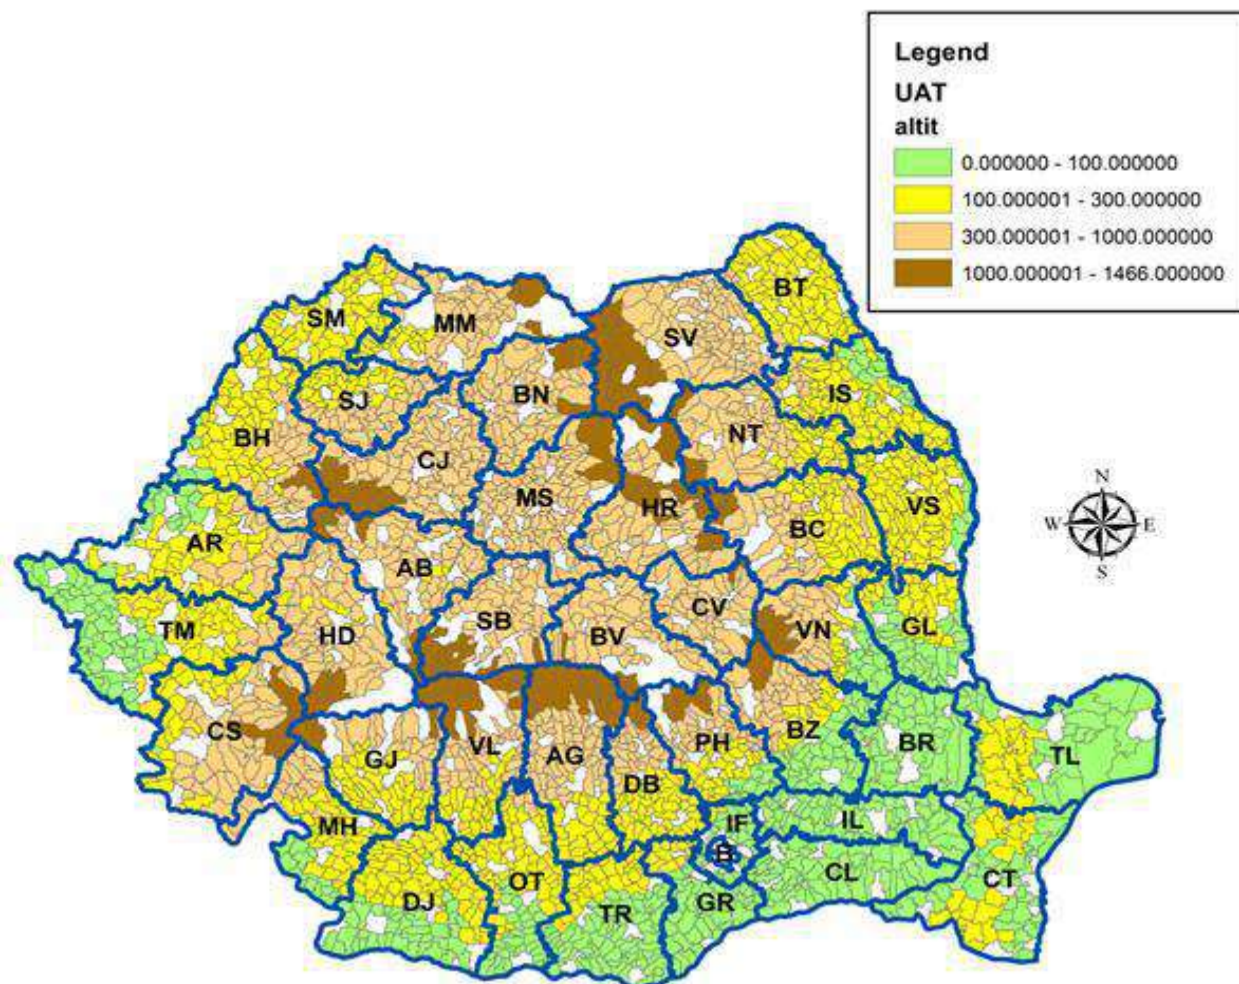 Legend
UAT
altit
0.000000 - 100.000000
100.000001 - 300.000000
300.000001 - 1000.000000
1000.000001 - 1466.000000
BT
SM
MM
SV
SJ
BN
IS
BH
NT
CJ
MS
HR
VS
BC
AR
AB
N
W
E
S
TM
HD
SB
BV
CV
VN
GL
CS
GJ
VL
AG
PH
BZ
BR
TL
DB
MH
IF
IL
B
DJ
OT
TR
GR
CL
CT